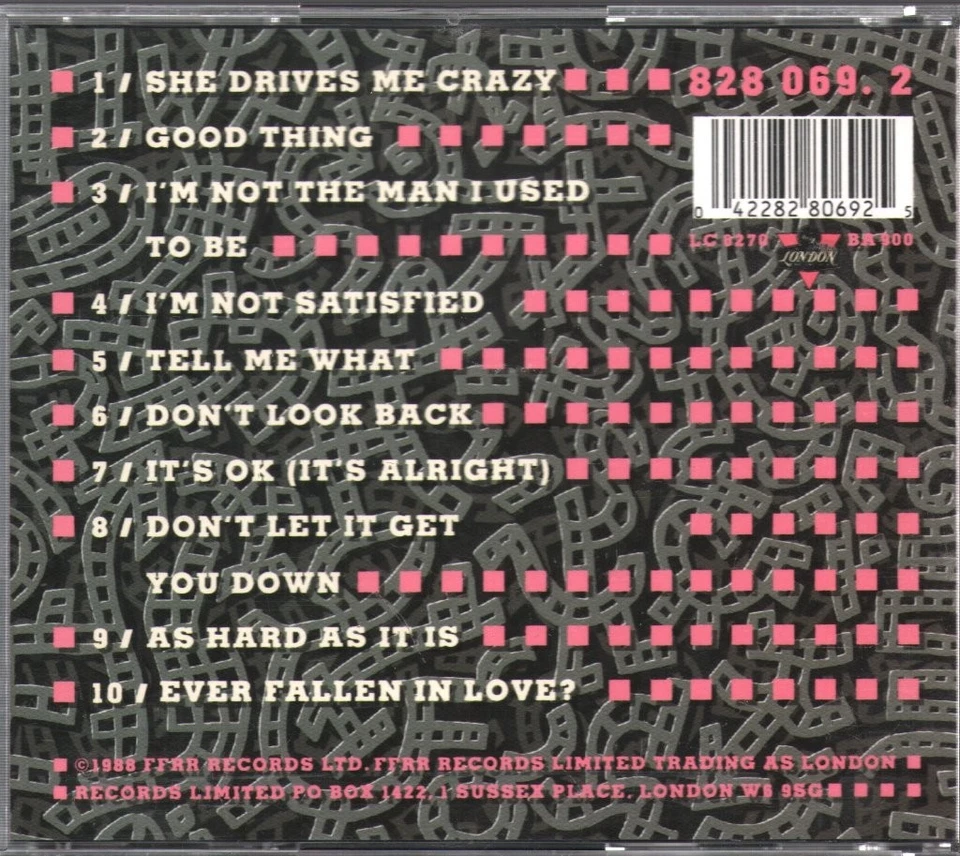 1 / SHE DRIVES ME CRAZY
828 069. 2
2 / GOOD THING
3 / I'M NOT THE MAN I USED
TO BE
0 42282 80692 5
LC 8270 BA 900
LONDON
4 / I'M NOT SATISFIED
5 / TELL ME WHAT
6 / DON'T LOOK BACK
7 / IT'S OK (IT'S ALRIGHT)
8 / DON'T LET IT GET
YOU DOWN
9 / AS HARD AS IT IS
10 / EVER FALLEN IN LOVE?
©1988 FFRR RECORDS LTD. FFRR RECORDS LIMITED TRADING AS LONDON
RECORDS LIMITED PO BOX 1422, 1 SUSSEX PLACE, LONDON W6 9SG